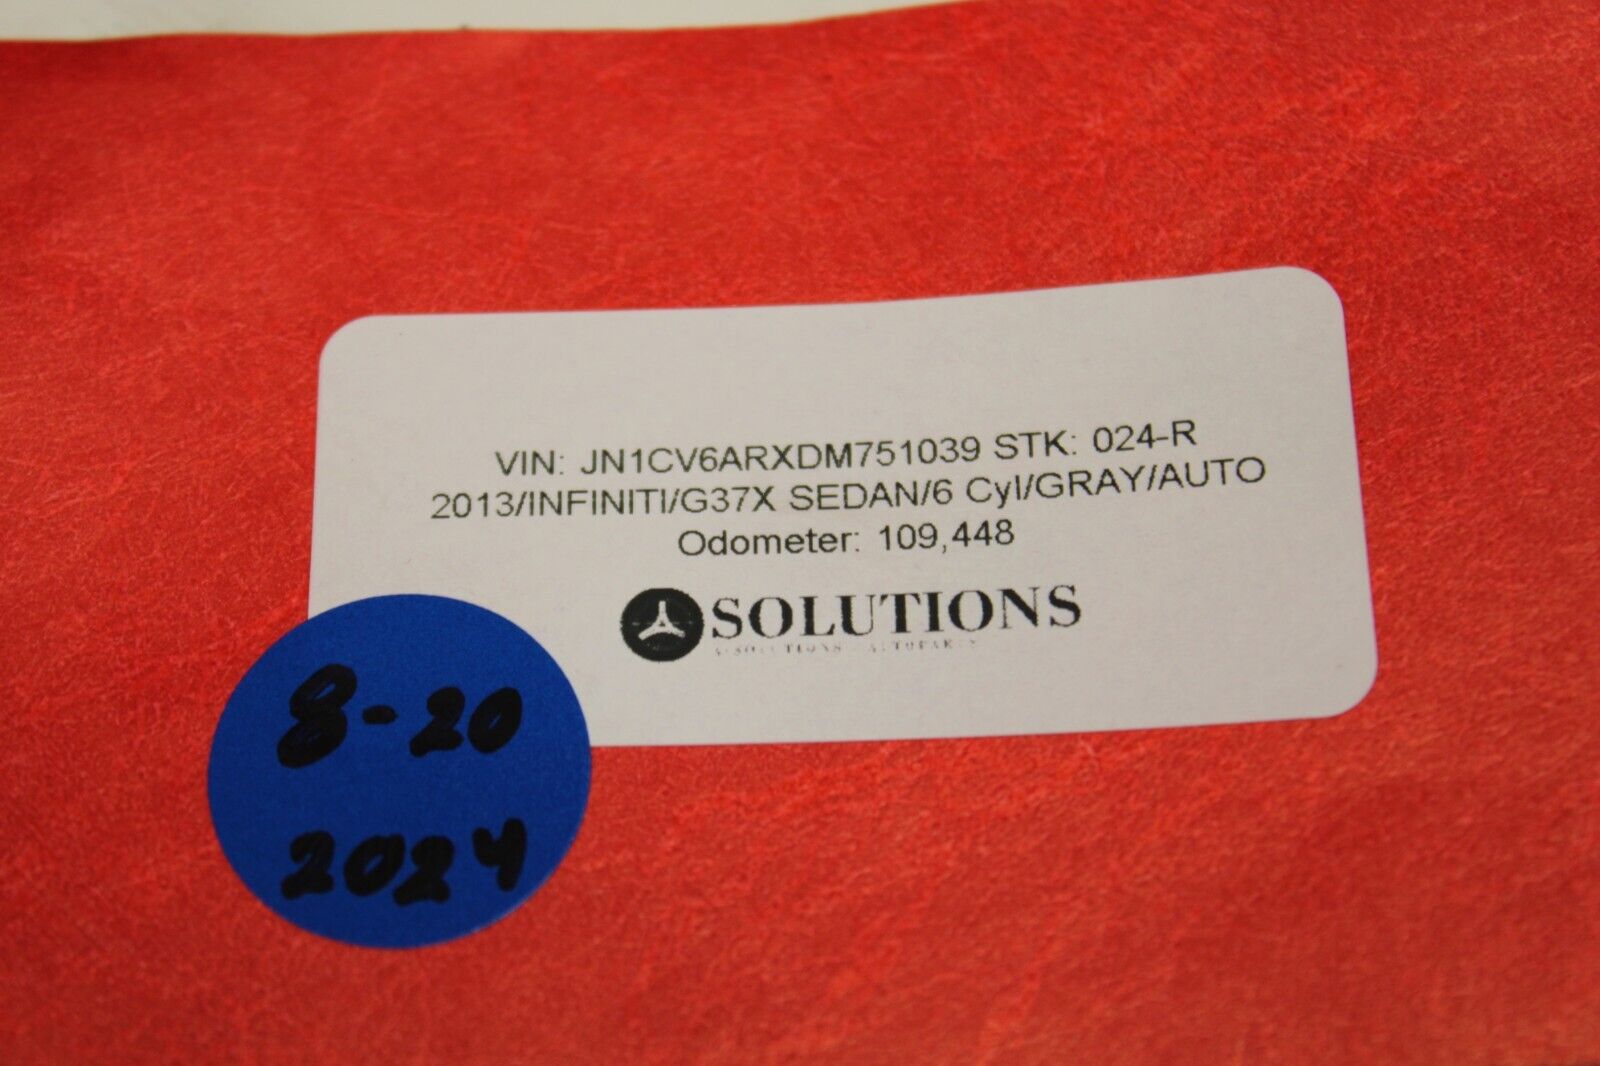 VIN: JN1CV6ARXDM751039 STK: 024-R
2013/INFINITI/G37X SEDAN/6 Cyl/GRAY/AUTO
Odometer: 109,448
SOLUTIONS
8-20
2024